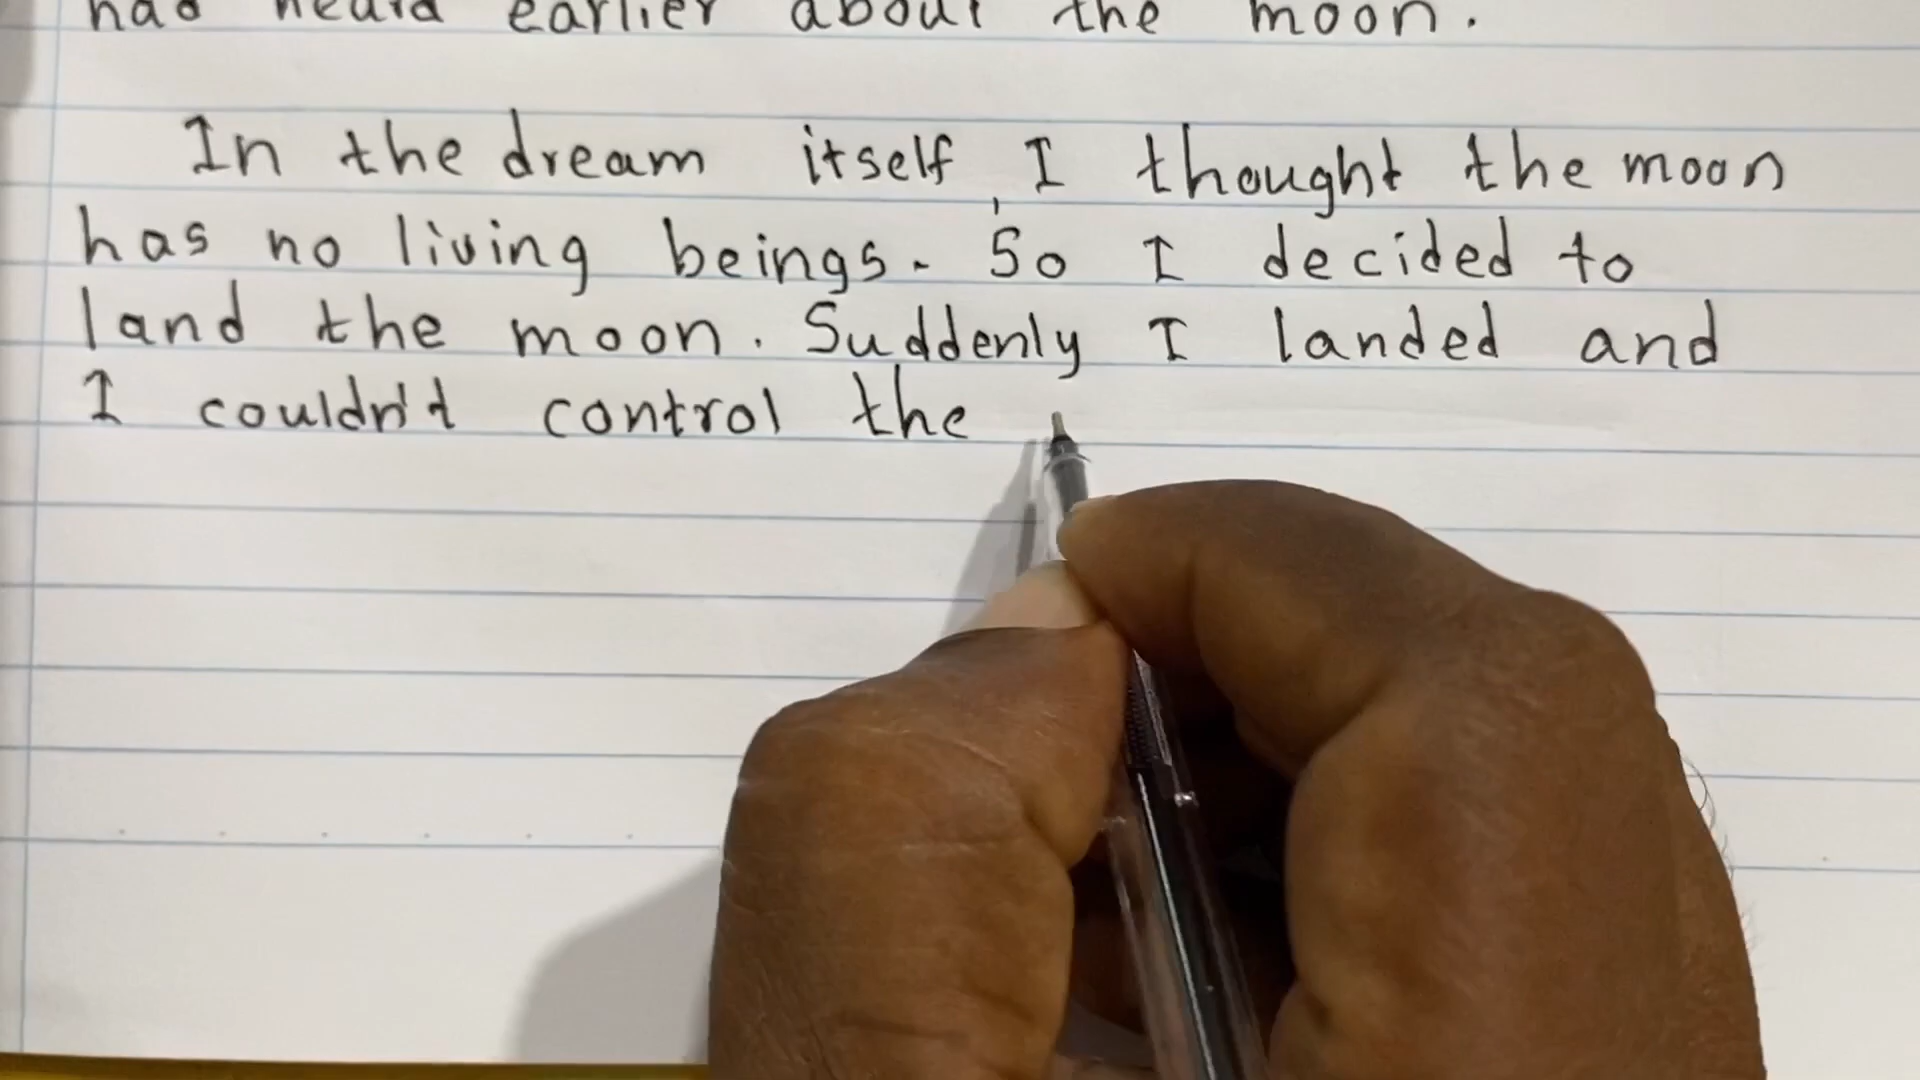 had heard earlier about the moon.
In the dream itself, I thought the moon
has no living beings. So I decided to
land the moon. Suddenly I landed and
I couldn't control the